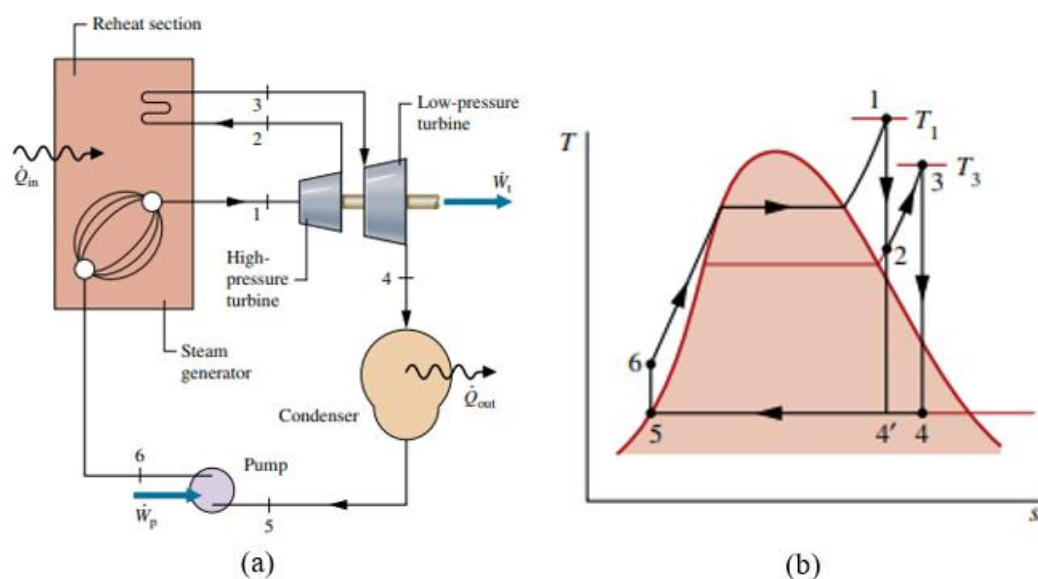 Reheat section
3
2
Low-pressure
turbine
Q̇in
Ẇt
1
High-
pressure
turbine
4
Steam
generator
Condenser
Q̇out
6
Pump
Ẇp
5
(a)
T
1
T1
3
T3
2
6
5
4′
4
s
(b)